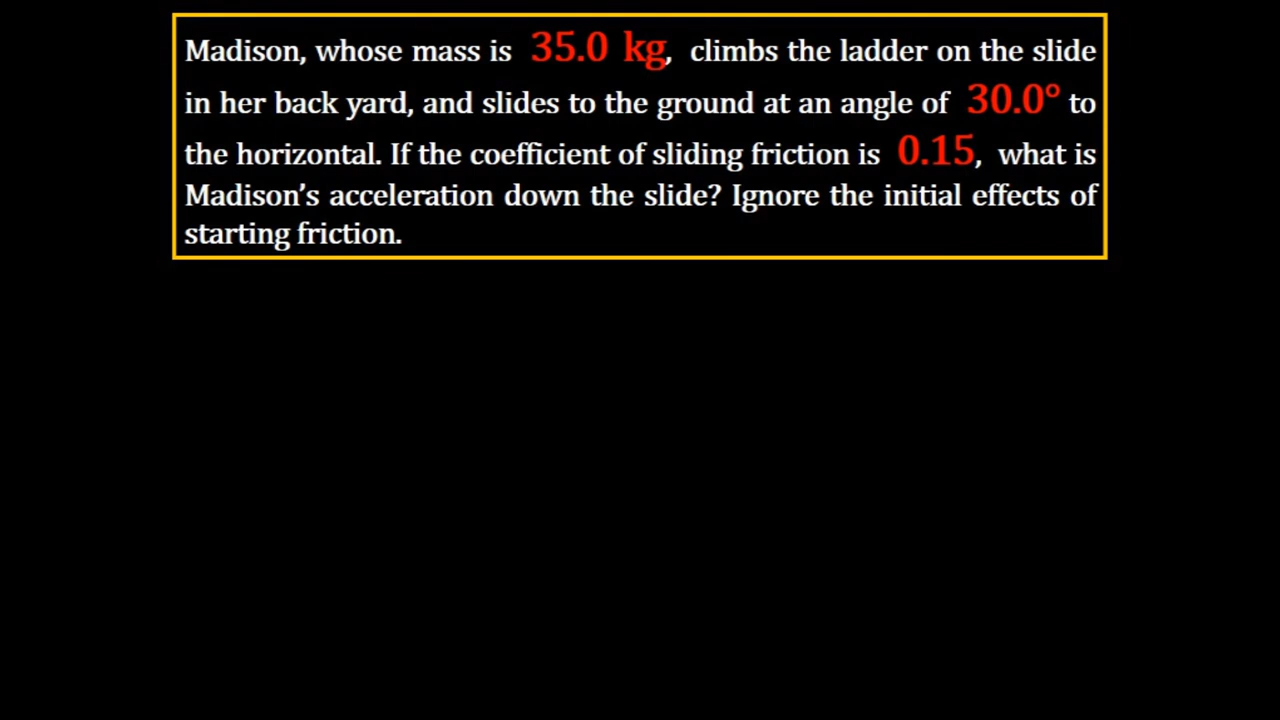 Madison, whose mass is 35.0 kg, climbs the ladder on the slide
in her back yard, and slides to the ground at an angle of 30.0° to
the horizontal. If the coefficient of sliding friction is 0.15, what is
Madison’s acceleration down the slide? Ignore the initial effects of
starting friction.